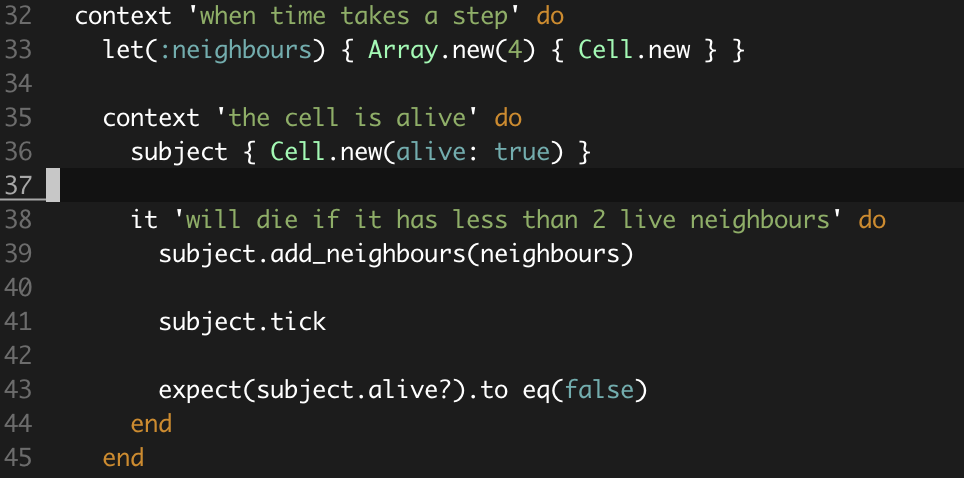 32 context 'when time takes a step' do
33 let(:neighbours) { Array.new(4) { Cell.new } }
34
35 context 'the cell is alive' do
36 subject { Cell.new(alive: true) }
37
38 it 'will die if it has less than 2 live neighbours' do
39 subject.add_neighbours(neighbours)
40
41 subject.tick
42
43 expect(subject.alive?).to eq(false)
44 end
45 end